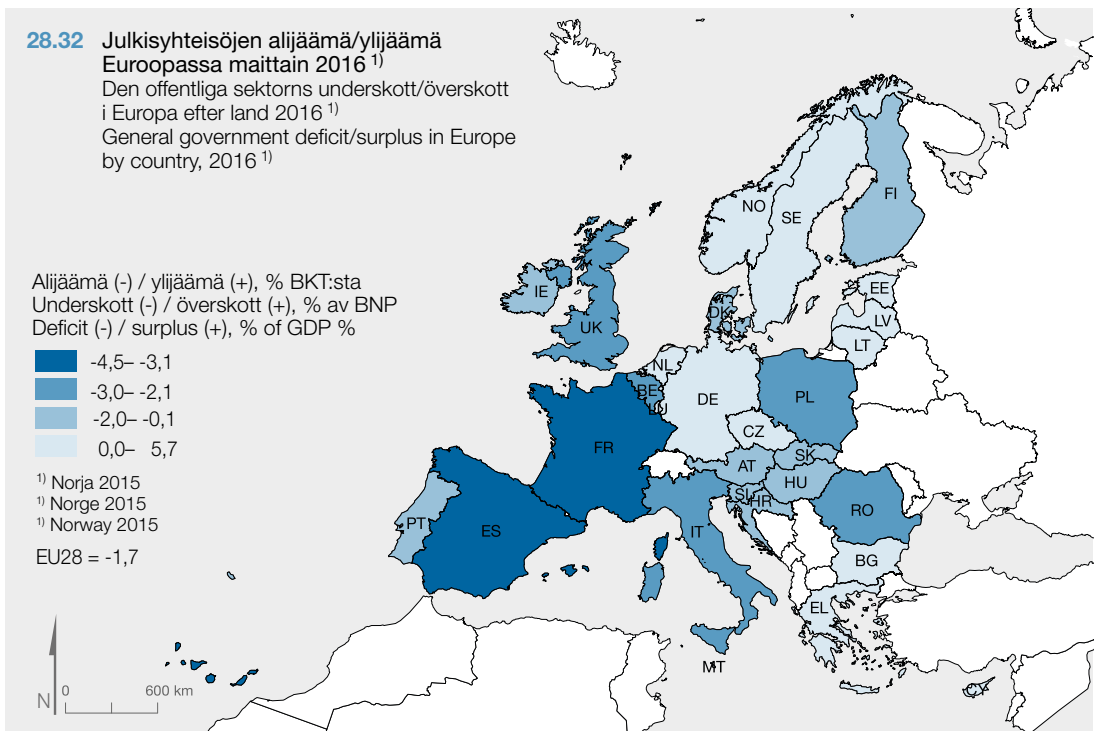 28.32 Julkisyhteisöjen alijäämä/ylijäämä
Euroopassa maittain 2016 1)
Den offentliga sektorns underskott/överskott
i Europa efter land 2016 1)
General government deficit/surplus in Europe
by country, 2016 1)
Alijäämä (-) / ylijäämä (+), % BKT:sta
Underskott (-) / överskott (+), % av BNP
Deficit (-) / surplus (+), % of GDP %
-4,5– -3,1
-3,0– -2,1
-2,0– -0,1
0,0– 5,7
1) Norja 2015
1) Norge 2015
1) Norway 2015
EU28 = -1,7
N
0 600 km
NO
SE
FI
EE
LV
LT
IE
UK
DK
NL
BE
LU
DE
PL
CZ
SK
FR
AT
HU
SI
HR
RO
PT
ES
IT
BG
EL
MT
CY